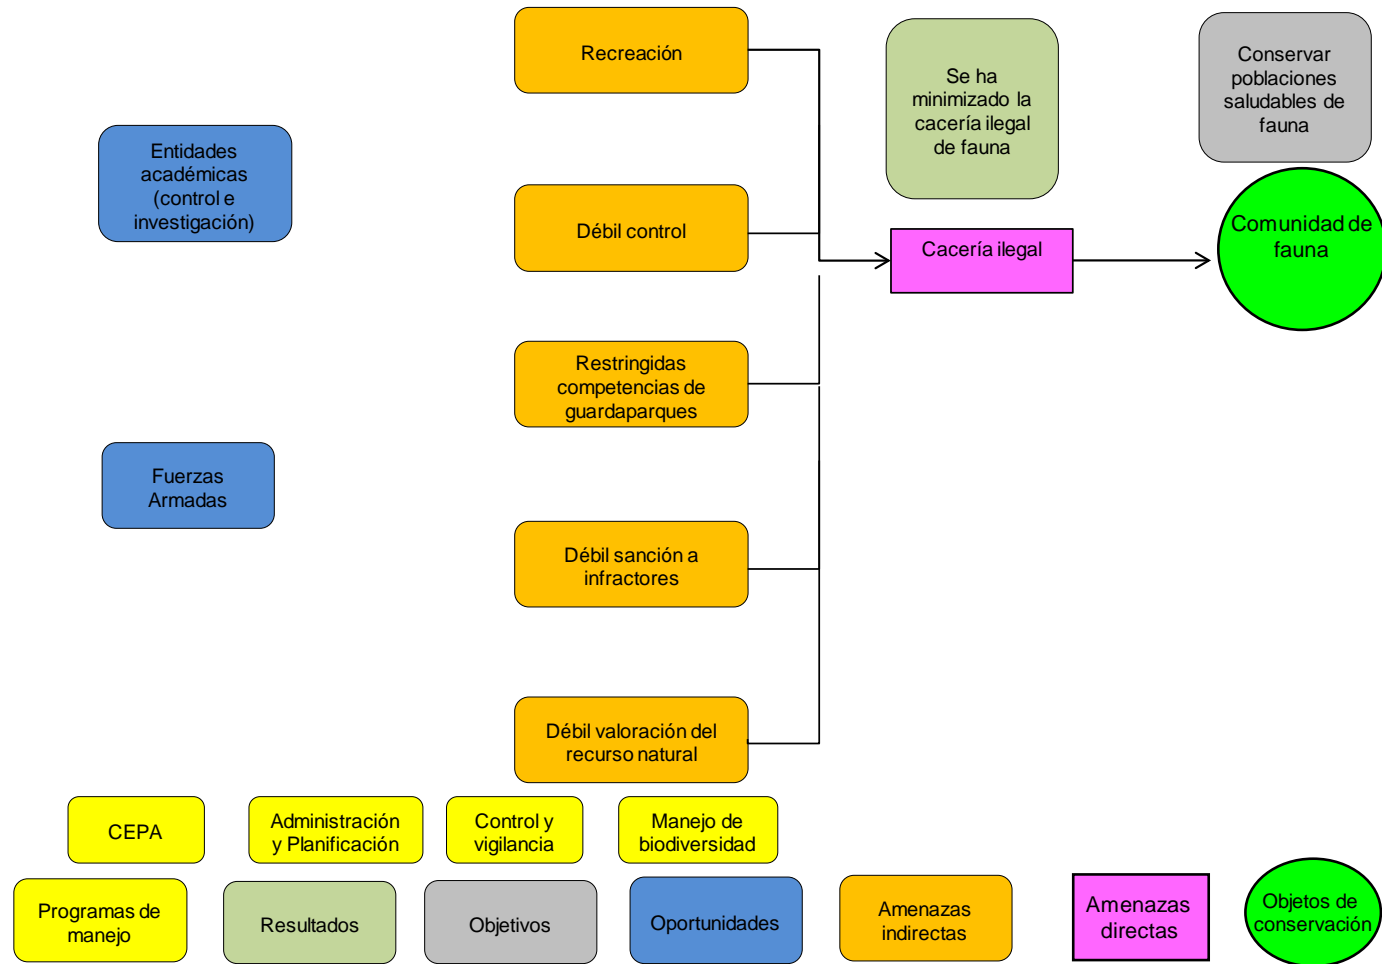 Recreación
Se ha
minimizado la
cacería ilegal
de fauna
Conservar
poblaciones
saludables de
fauna
Entidades
académicas
(control e
investigación)
Débil control
Cacería ilegal
Comunidad de
fauna
Restringidas
competencias de
guardaparques
Fuerzas
Armadas
Débil sanción a
infractores
Débil valoración del
recurso natural
CEPA
Administración
y Planificación
Control y
vigilancia
Manejo de
biodiversidad
Programas de
manejo
Resultados
Objetivos
Oportunidades
Amenazas
indirectas
Amenazas
directas
Objetos de
conservación